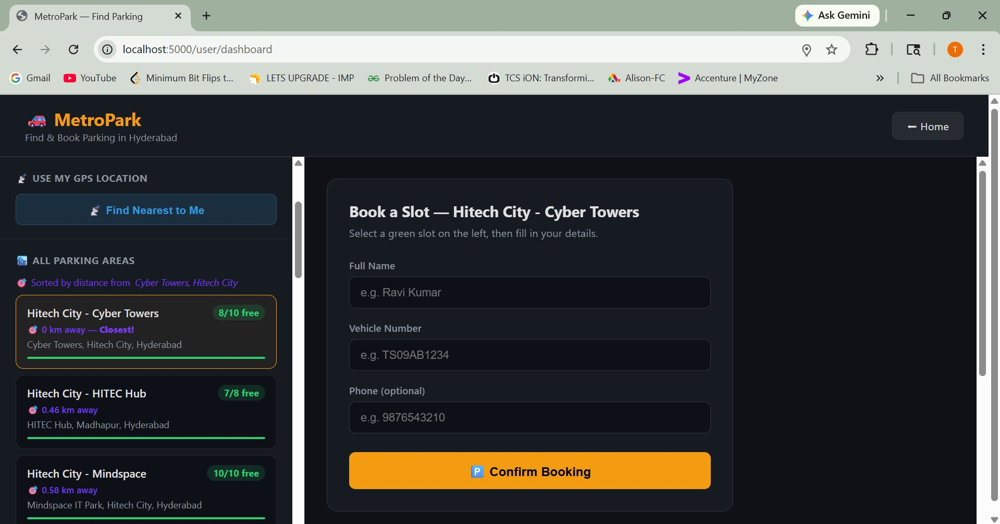 MetroPark — Find Parking
Ask Gemini
localhost:5000/user/dashboard
T
Gmail
YouTube
Minimum Bit Flips t...
LETS UPGRADE - IMP
Problem of the Day...
TCS iON: Transformi...
Alison-FC
Accenture | MyZone
All Bookmarks
MetroPark
Find & Book Parking in Hyderabad
Home
USE MY GPS LOCATION
Find Nearest to Me
ALL PARKING AREAS
Sorted by distance from Cyber Towers, Hitech City
Hitech City - Cyber Towers
8/10 free
0 km away — Closest!
Cyber Towers, Hitech City, Hyderabad
Hitech City - HITEC Hub
7/8 free
0.46 km away
HITEC Hub, Madhapur, Hyderabad
Hitech City - Mindspace
10/10 free
0.58 km away
Mindspace IT Park, Hitech City, Hyderabad
Book a Slot — Hitech City - Cyber Towers
Select a green slot on the left, then fill in your details.
Full Name
e.g. Ravi Kumar
Vehicle Number
e.g. TS09AB1234
Phone (optional)
e.g. 9876543210
P Confirm Booking